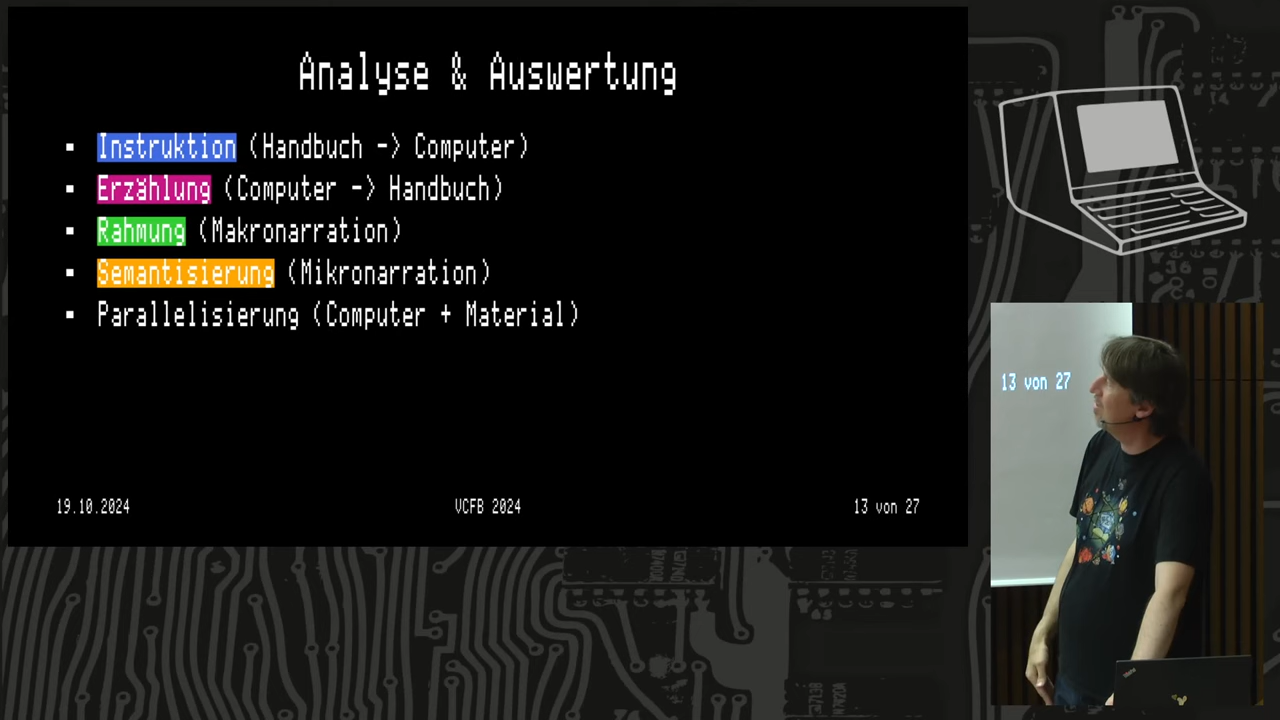 Analyse & Auswertung
▪ Instruktion (Handbuch -> Computer)
▪ Erzählung (Computer -> Handbuch)
▪ Rahmung (Makronarration)
▪ Semantisierung (Mikronarration)
▪ Parallelisierung (Computer + Material)
19.10.2024 VCFB 2024 13 von 27
13 von 27